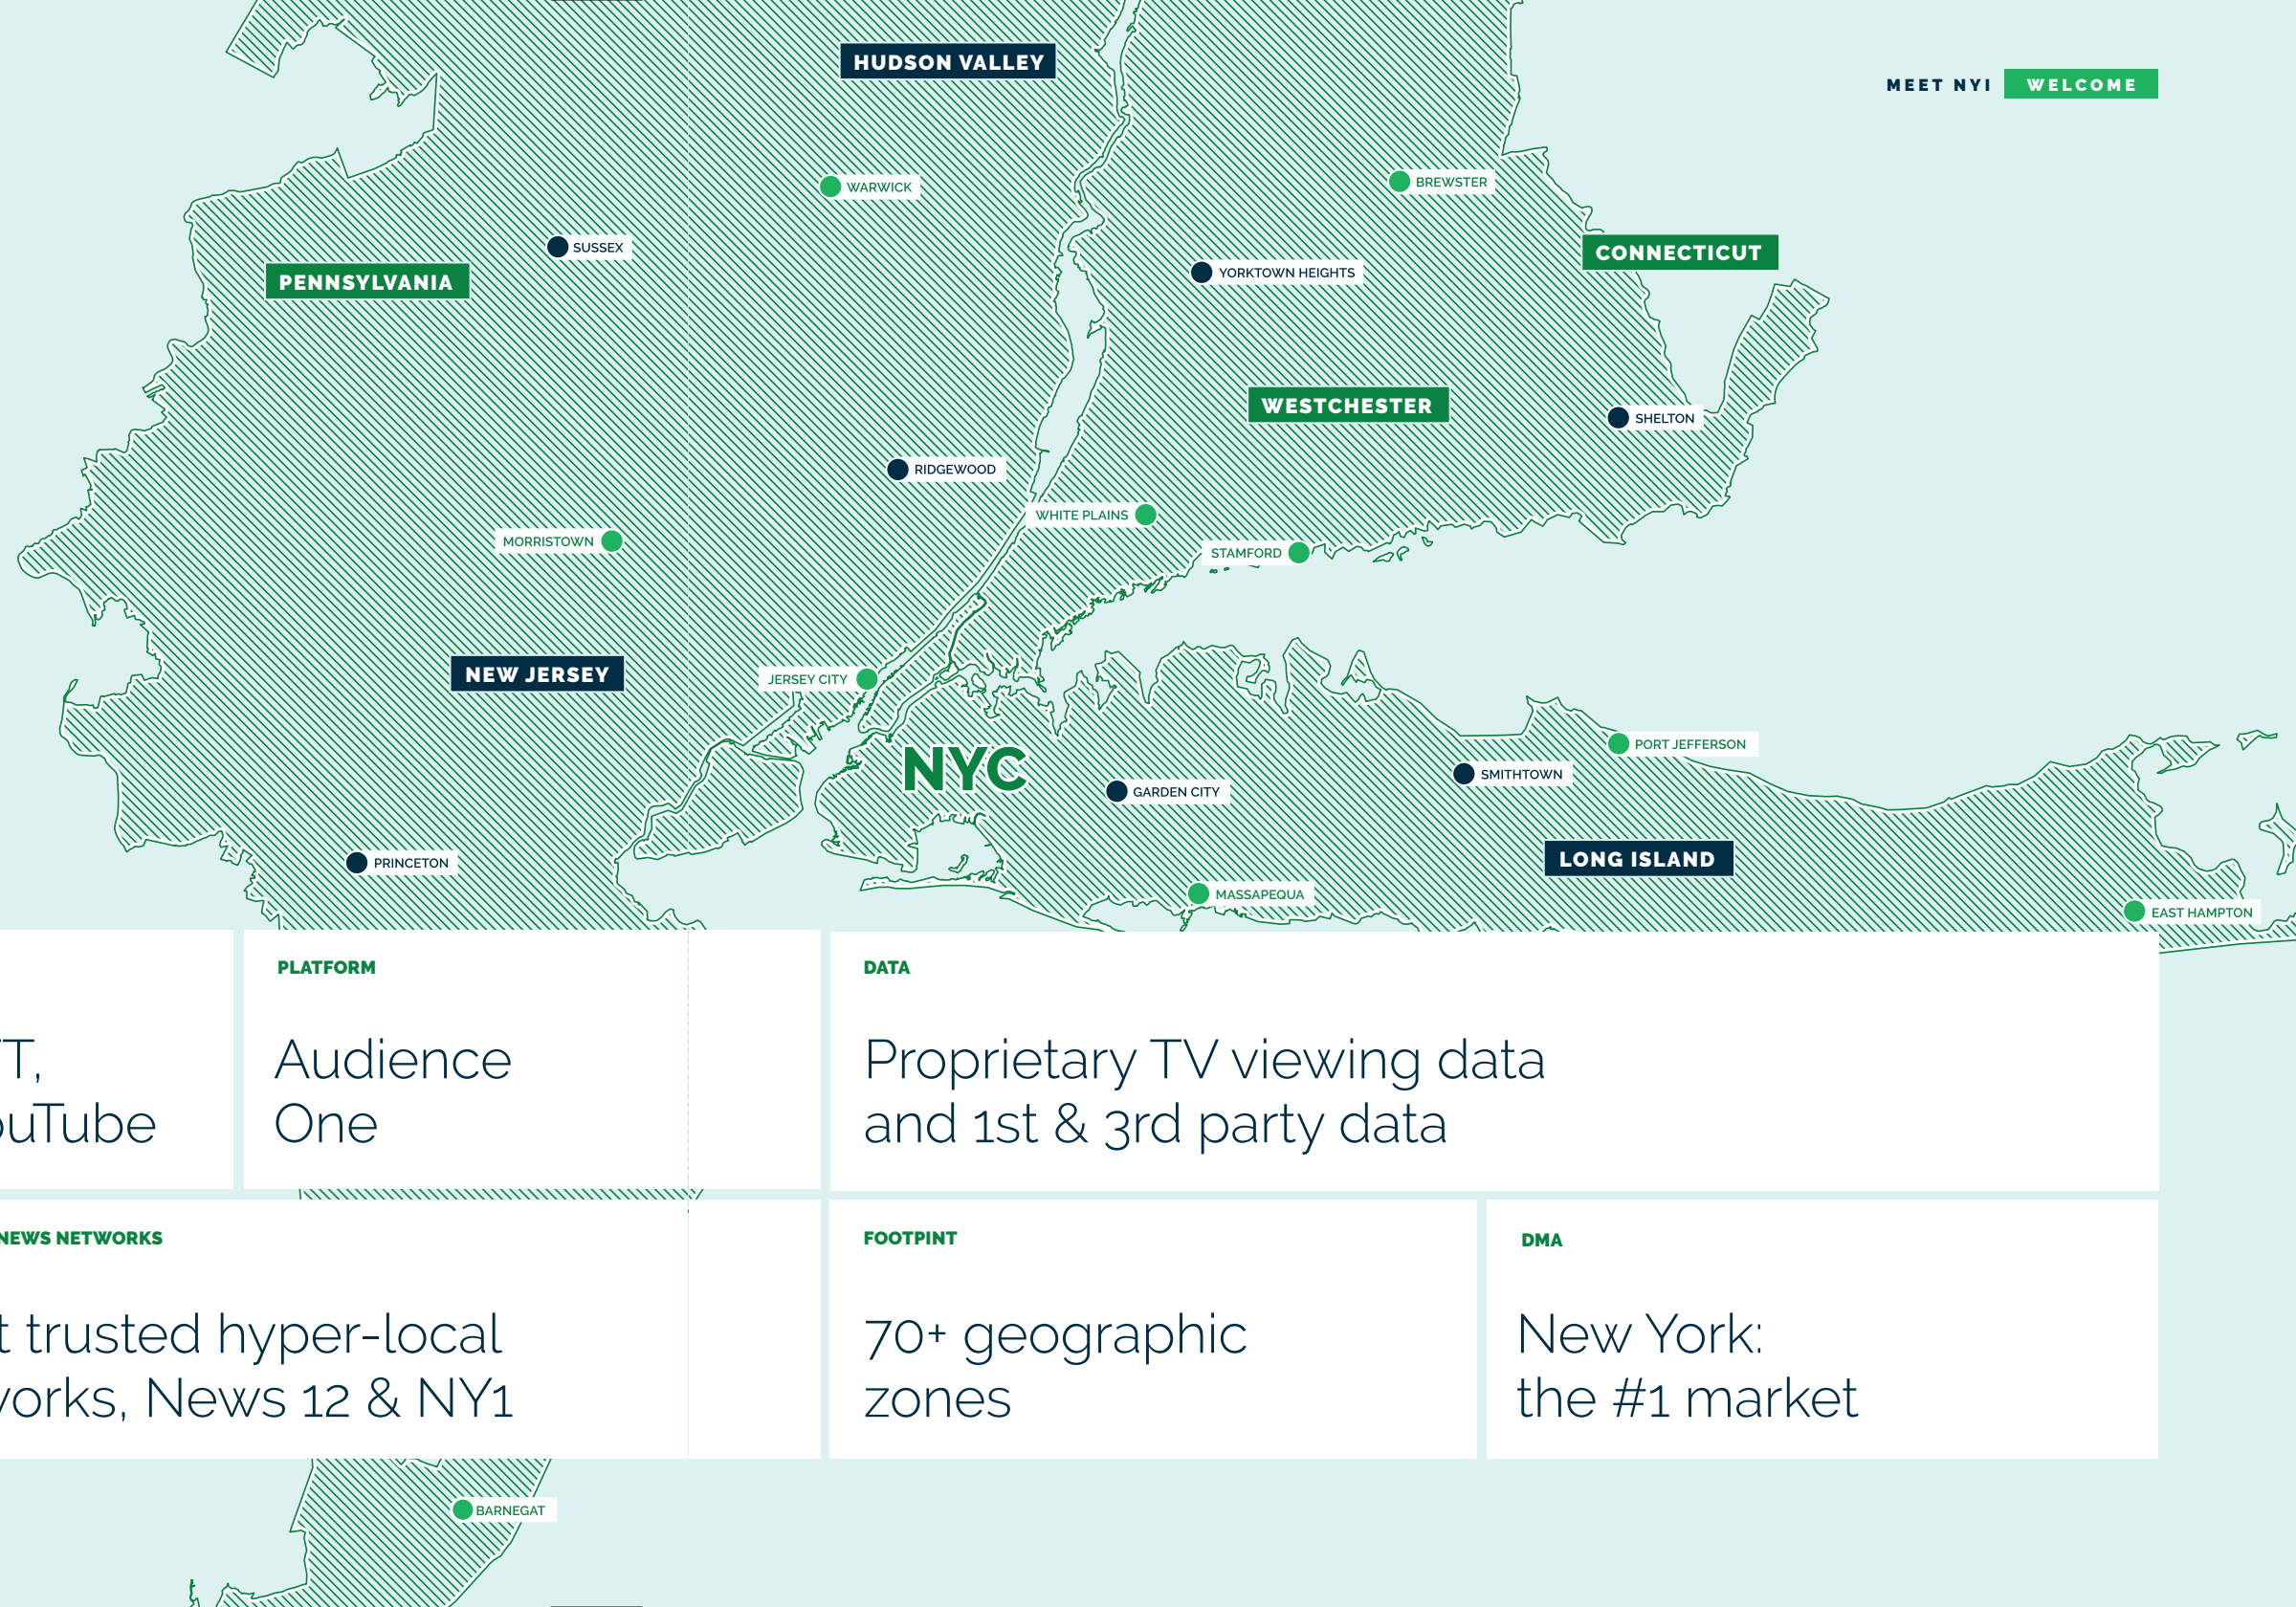 HUDSON VALLEY
MEET NYI WELCOME
WARWICK
BREWSTER
SUSSEX
CONNECTICUT
YORKTOWN HEIGHTS
PENNSYLVANIA
WESTCHESTER
SHELTON
RIDGEWOOD
WHITE PLAINS
MORRISTOWN
STAMFORD
NEW JERSEY
JERSEY CITY
NYC
PORT JEFFERSON
SMITHTOWN
GARDEN CITY
LONG ISLAND
PRINCETON
MASSAPEQUA
EAST HAMPTON
T,
ouTube
PLATFORM
Audience
One
DATA
Proprietary TV viewing data
and 1st & 3rd party data
NEWS NETWORKS
t trusted hyper-local
orks, News 12 & NY1
FOOTPINT
70+ geographic
zones
DMA
New York:
the #1 market
BARNEGAT